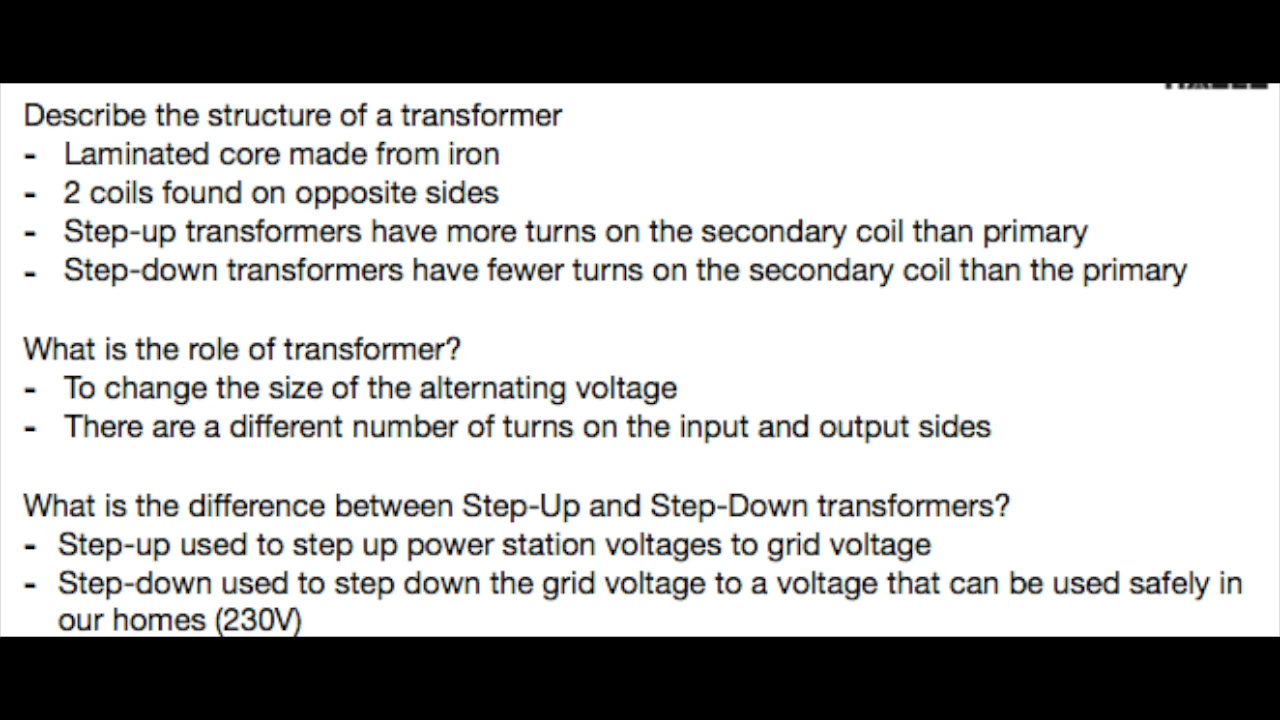 Describe the structure of a transformer
- Laminated core made from iron
- 2 coils found on opposite sides
- Step-up transformers have more turns on the secondary coil than primary
- Step-down transformers have fewer turns on the secondary coil than the primary
What is the role of transformer?
- To change the size of the alternating voltage
- There are a different number of turns on the input and output sides
What is the difference between Step-Up and Step-Down transformers?
- Step-up used to step up power station voltages to grid voltage
- Step-down used to step down the grid voltage to a voltage that can be used safely in
our homes (230V)